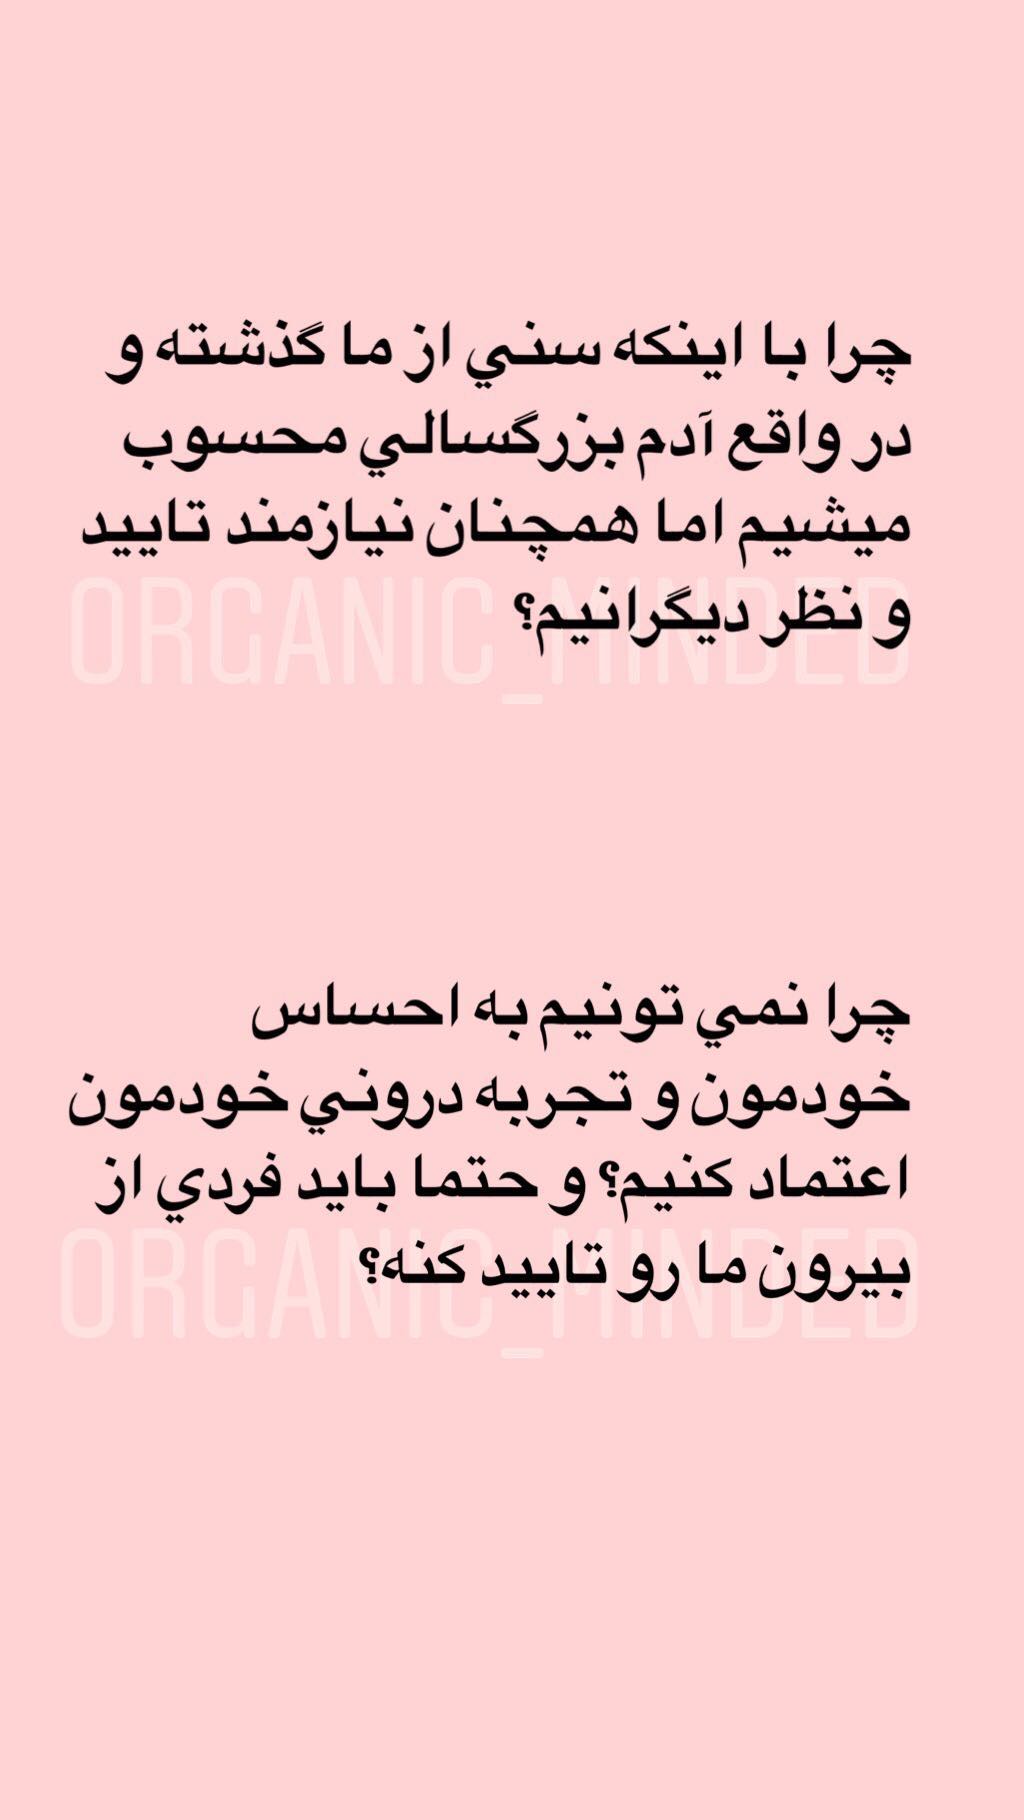 چرا با اینکه سني از ما گذشته و
در واقع آدم بزرگسالي محسوب
میشیم اما همچنان نیازمند تایید
و نظر دیگرانیم؟
ORGANIC_MINDED
چرا نمي تونیم به احساس
خودمون و تجربه دروني خودمون
اعتماد کنیم؟ و حتما باید فردي از
بیرون ما رو تایید کنه؟
ORGANIC_MINDED